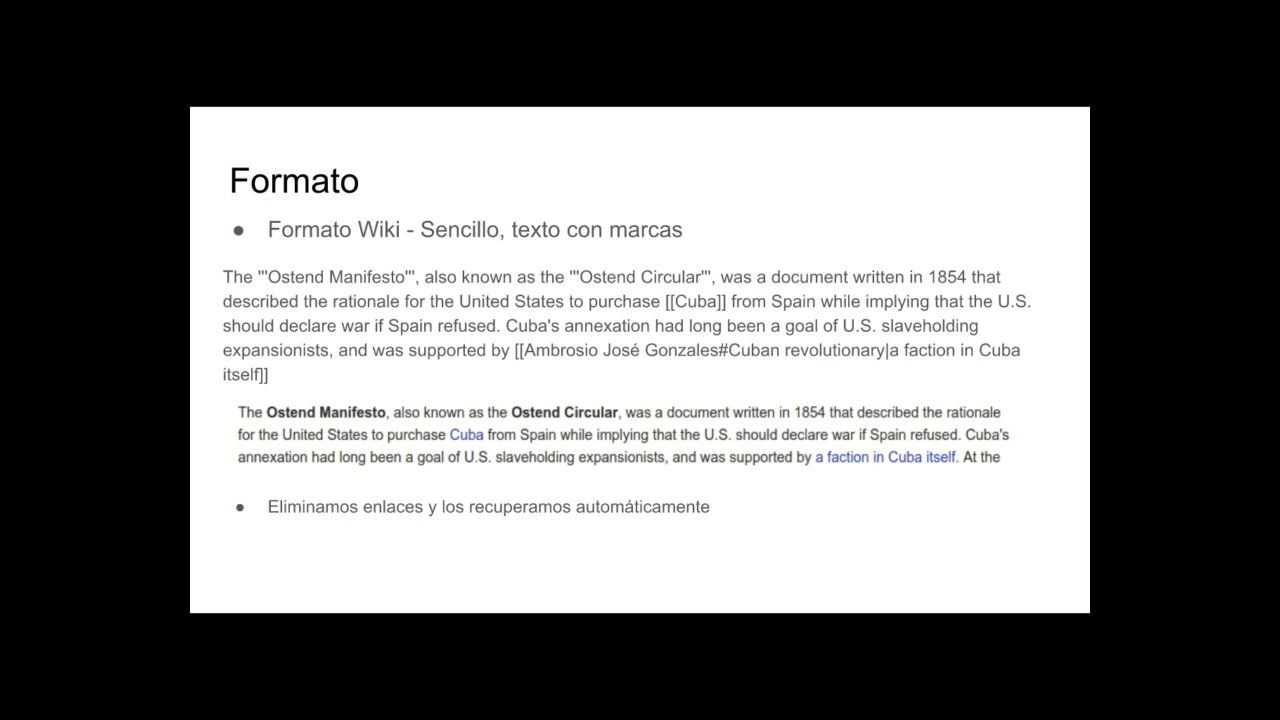 Formato
● Formato Wiki - Sencillo, texto con marcas
The '''Ostend Manifesto''', also known as the '''Ostend Circular''', was a document written in 1854 that
described the rationale for the United States to purchase [[Cuba]] from Spain while implying that the U.S.
should declare war if Spain refused. Cuba's annexation had long been a goal of U.S. slaveholding
expansionists, and was supported by [[Ambrosio José Gonzales#Cuban revolutionary|a faction in Cuba
itself]]
The Ostend Manifesto, also known as the Ostend Circular, was a document written in 1854 that described the rationale
for the United States to purchase Cuba from Spain while implying that the U.S. should declare war if Spain refused. Cuba's
annexation had long been a goal of U.S. slaveholding expansionists, and was supported by a faction in Cuba itself. At the
● Eliminamos enlaces y los recuperamos automáticamente